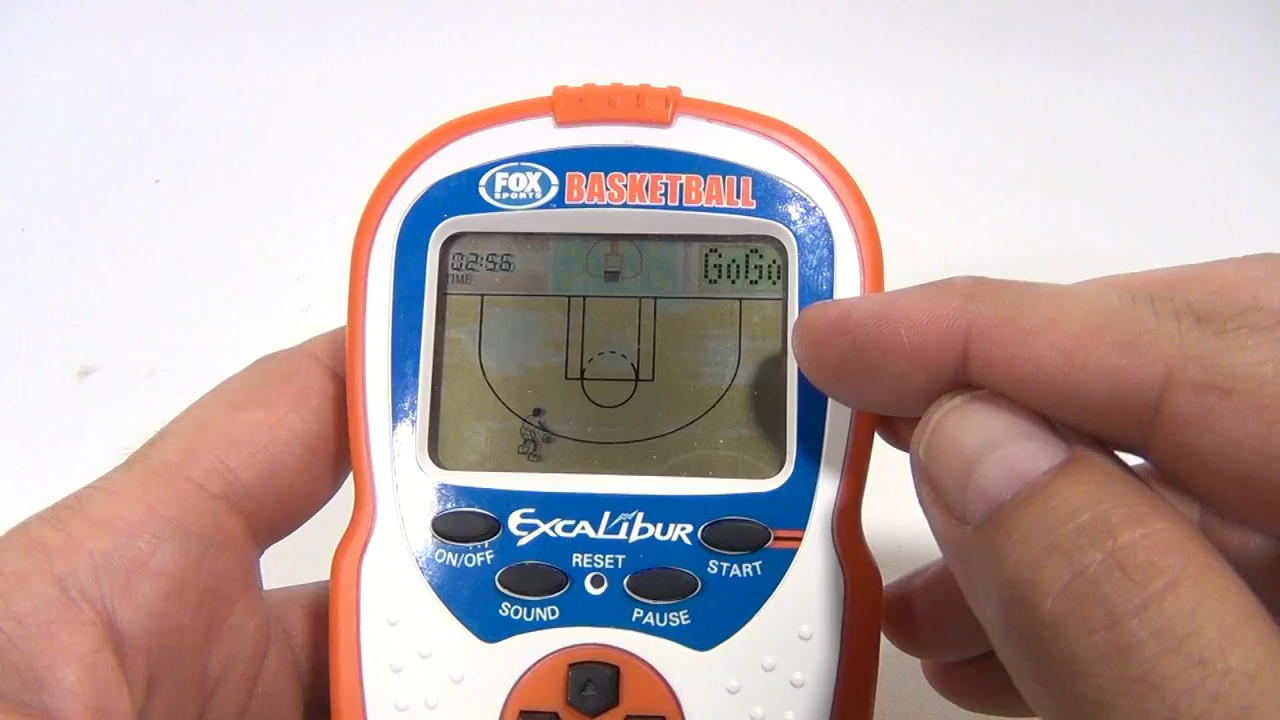 FOX
SPORTS
BASKETBALL
02:56
TIME
GoGo
EXCALIBUR
ON/OFF
START
RESET
SOUND
PAUSE